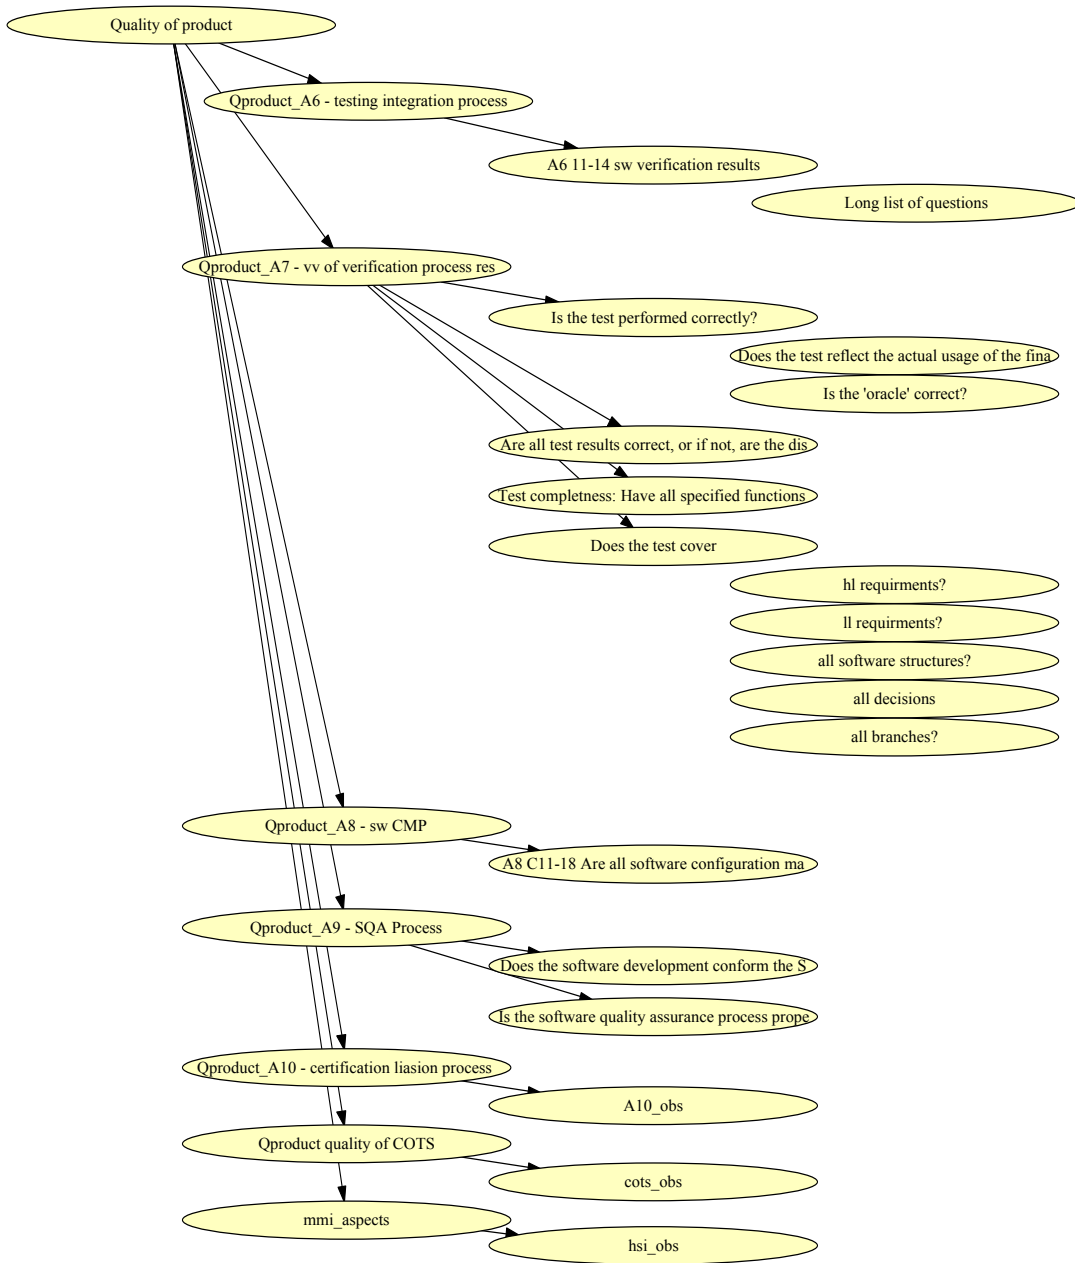 Quality of product
Qproduct_A6 - testing integration process
A6 11-14 sw verification results
Long list of questions
Qproduct_A7 - vv of verification process res
Is the test performed correctly?
Does the test reflect the actual usage of the fina
Is the 'oracle' correct?
Are all test results correct, or if not, are the dis
Test completness: Have all specified functions
Does the test cover
hl requirments?
ll requirments?
all software structures?
all decisions
all branches?
Qproduct_A8 - sw CMP
A8 C11-18 Are all software configuration ma
Qproduct_A9 - SQA Process
Does the software development conform the S
Is the software quality assurance process prope
Qproduct_A10 - certification liasion process
A10_obs
Qproduct quality of COTS
cots_obs
mmi_aspects
hsi_obs